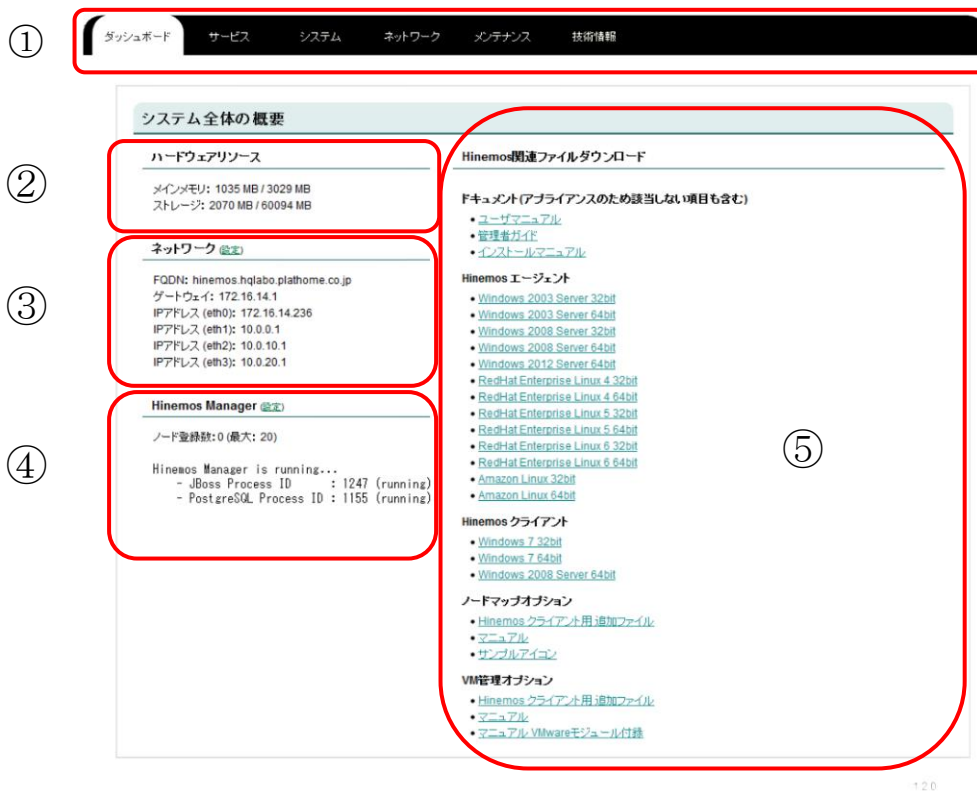 ①
ダッシュボード サービス システム ネットワーク メンテナンス 技術情報
システム全体の概要
②
ハードウェアリソース
メインメモリ: 1035 MB / 3029 MB
ストレージ: 2070 MB / 60094 MB
③
ネットワーク (設定)
FQDN: hinemos.hqlabo.plathome.co.jp
ゲートウェイ: 172.16.14.1
IPアドレス (eth0): 172.16.14.236
IPアドレス (eth1): 10.0.0.1
IPアドレス (eth2): 10.0.10.1
IPアドレス (eth3): 10.0.20.1
④
Hinemos Manager (設定)
ノード登録数: 0 (最大: 20)
Hinemos Manager is running...
- JBoss Process ID : 1247 (running)
- PostgreSQL Process ID : 1155 (running)
⑤
Hinemos関連ファイルダウンロード
ドキュメント(アプライアンスのため該当しない項目も含む)
• ユーザマニュアル
• 管理者ガイド
• インストールマニュアル
Hinemos エージェント
• Windows 2003 Server 32bit
• Windows 2003 Server 64bit
• Windows 2008 Server 32bit
• Windows 2008 Server 64bit
• Windows 2012 Server 64bit
• RedHat Enterprise Linux 4 32bit
• RedHat Enterprise Linux 4 64bit
• RedHat Enterprise Linux 5 32bit
• RedHat Enterprise Linux 5 64bit
• RedHat Enterprise Linux 6 32bit
• RedHat Enterprise Linux 6 64bit
• Amazon Linux 32bit
• Amazon Linux 64bit
Hinemos クライアント
• Windows 7 32bit
• Windows 7 64bit
• Windows 2008 Server 64bit
ノードマップオプション
• Hinemos クライアント用 追加ファイル
• マニュアル
• サンプルアイコン
VM管理オプション
• Hinemos クライアント用 追加ファイル
• マニュアル
• マニュアル VMwareモジュール付録
1.2.0